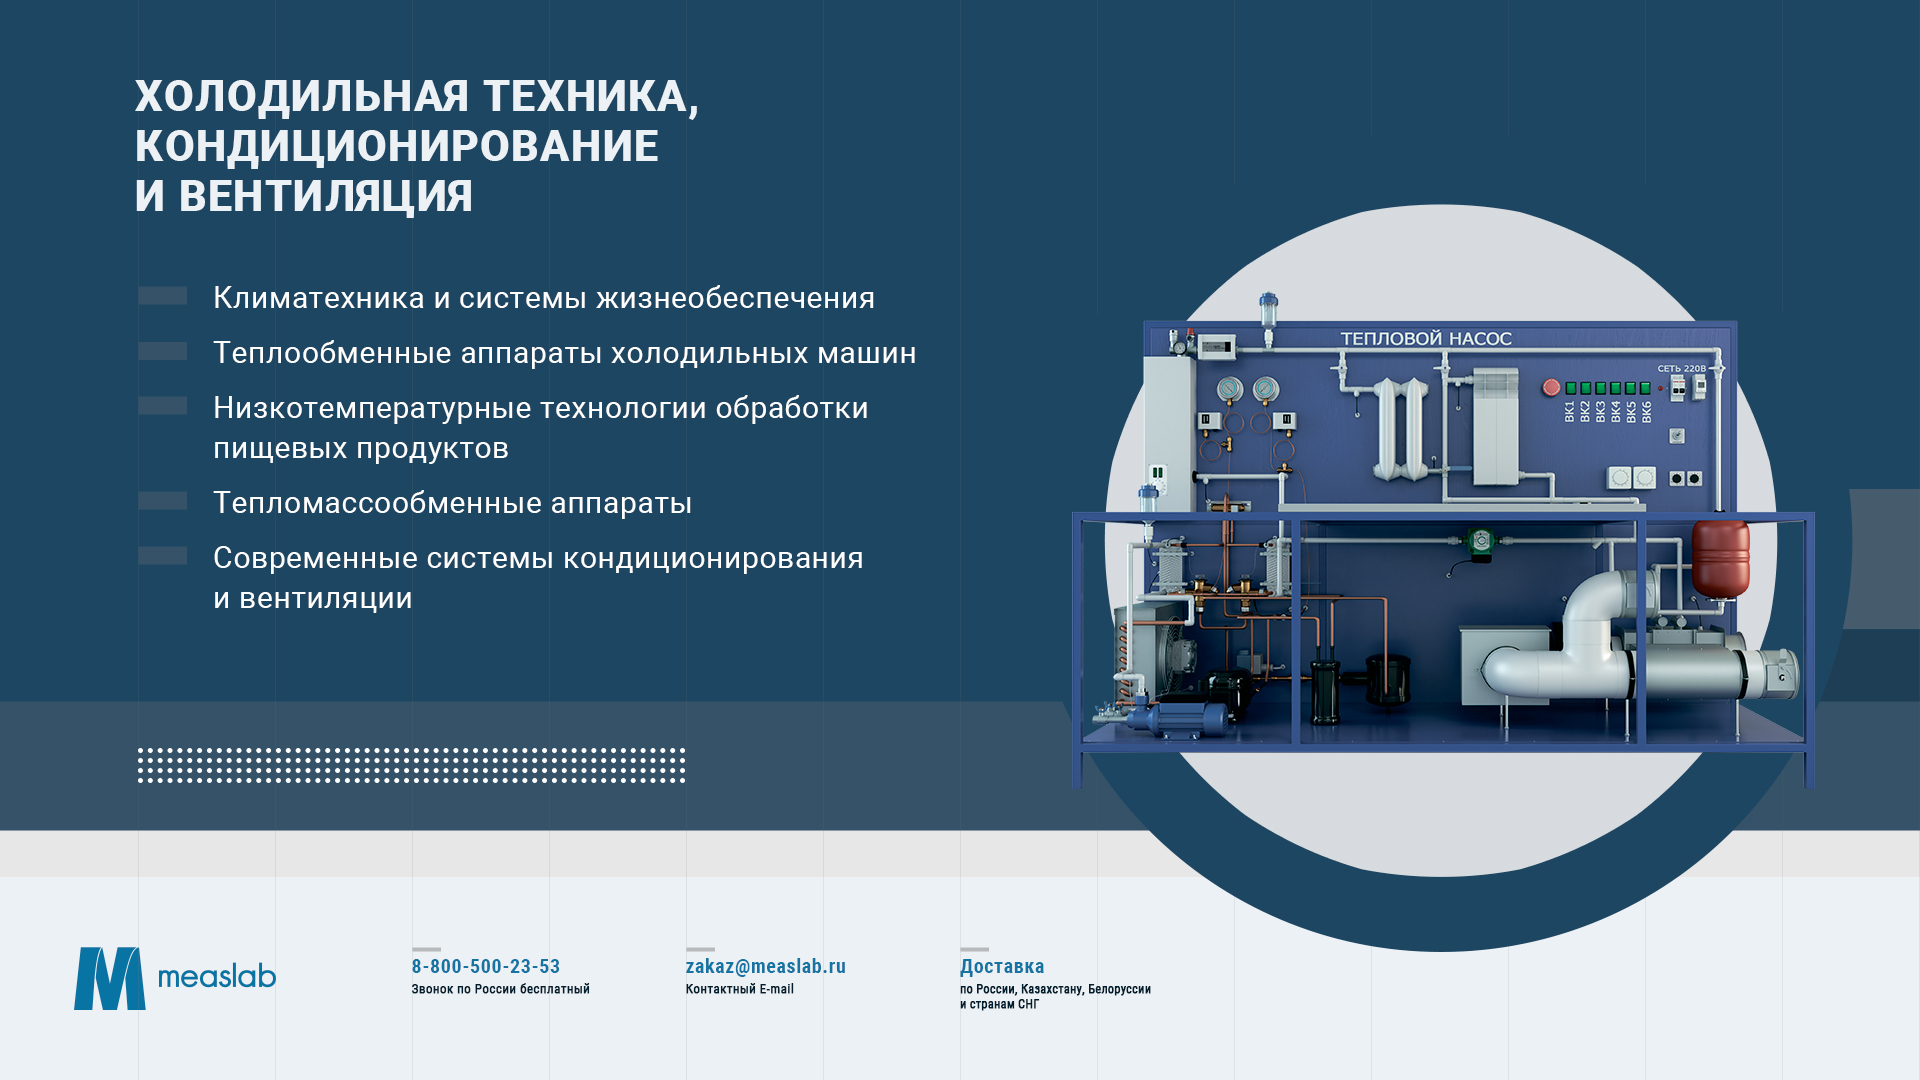 ХОЛОДИЛЬНАЯ ТЕХНИКА,
КОНДИЦИОНИРОВАНИЕ
И ВЕНТИЛЯЦИЯ
Климатехника и системы жизнеобеспечения
Теплообменные аппараты холодильных машин
Низкотемпературные технологии обработки
пищевых продуктов
Тепломассообменные аппараты
Современные системы кондиционирования
и вентиляции
ТЕПЛОВОЙ НАСОС
СЕТЬ 220В
ВК1
ВК2
ВК3
ВК4
ВК5
ВК6
measlab
8-800-500-23-53
Звонок по России бесплатный
zakaz@measlab.ru
Контактный E-mail
Доставка
по России, Казахстану, Белоруссии
и странам СНГ